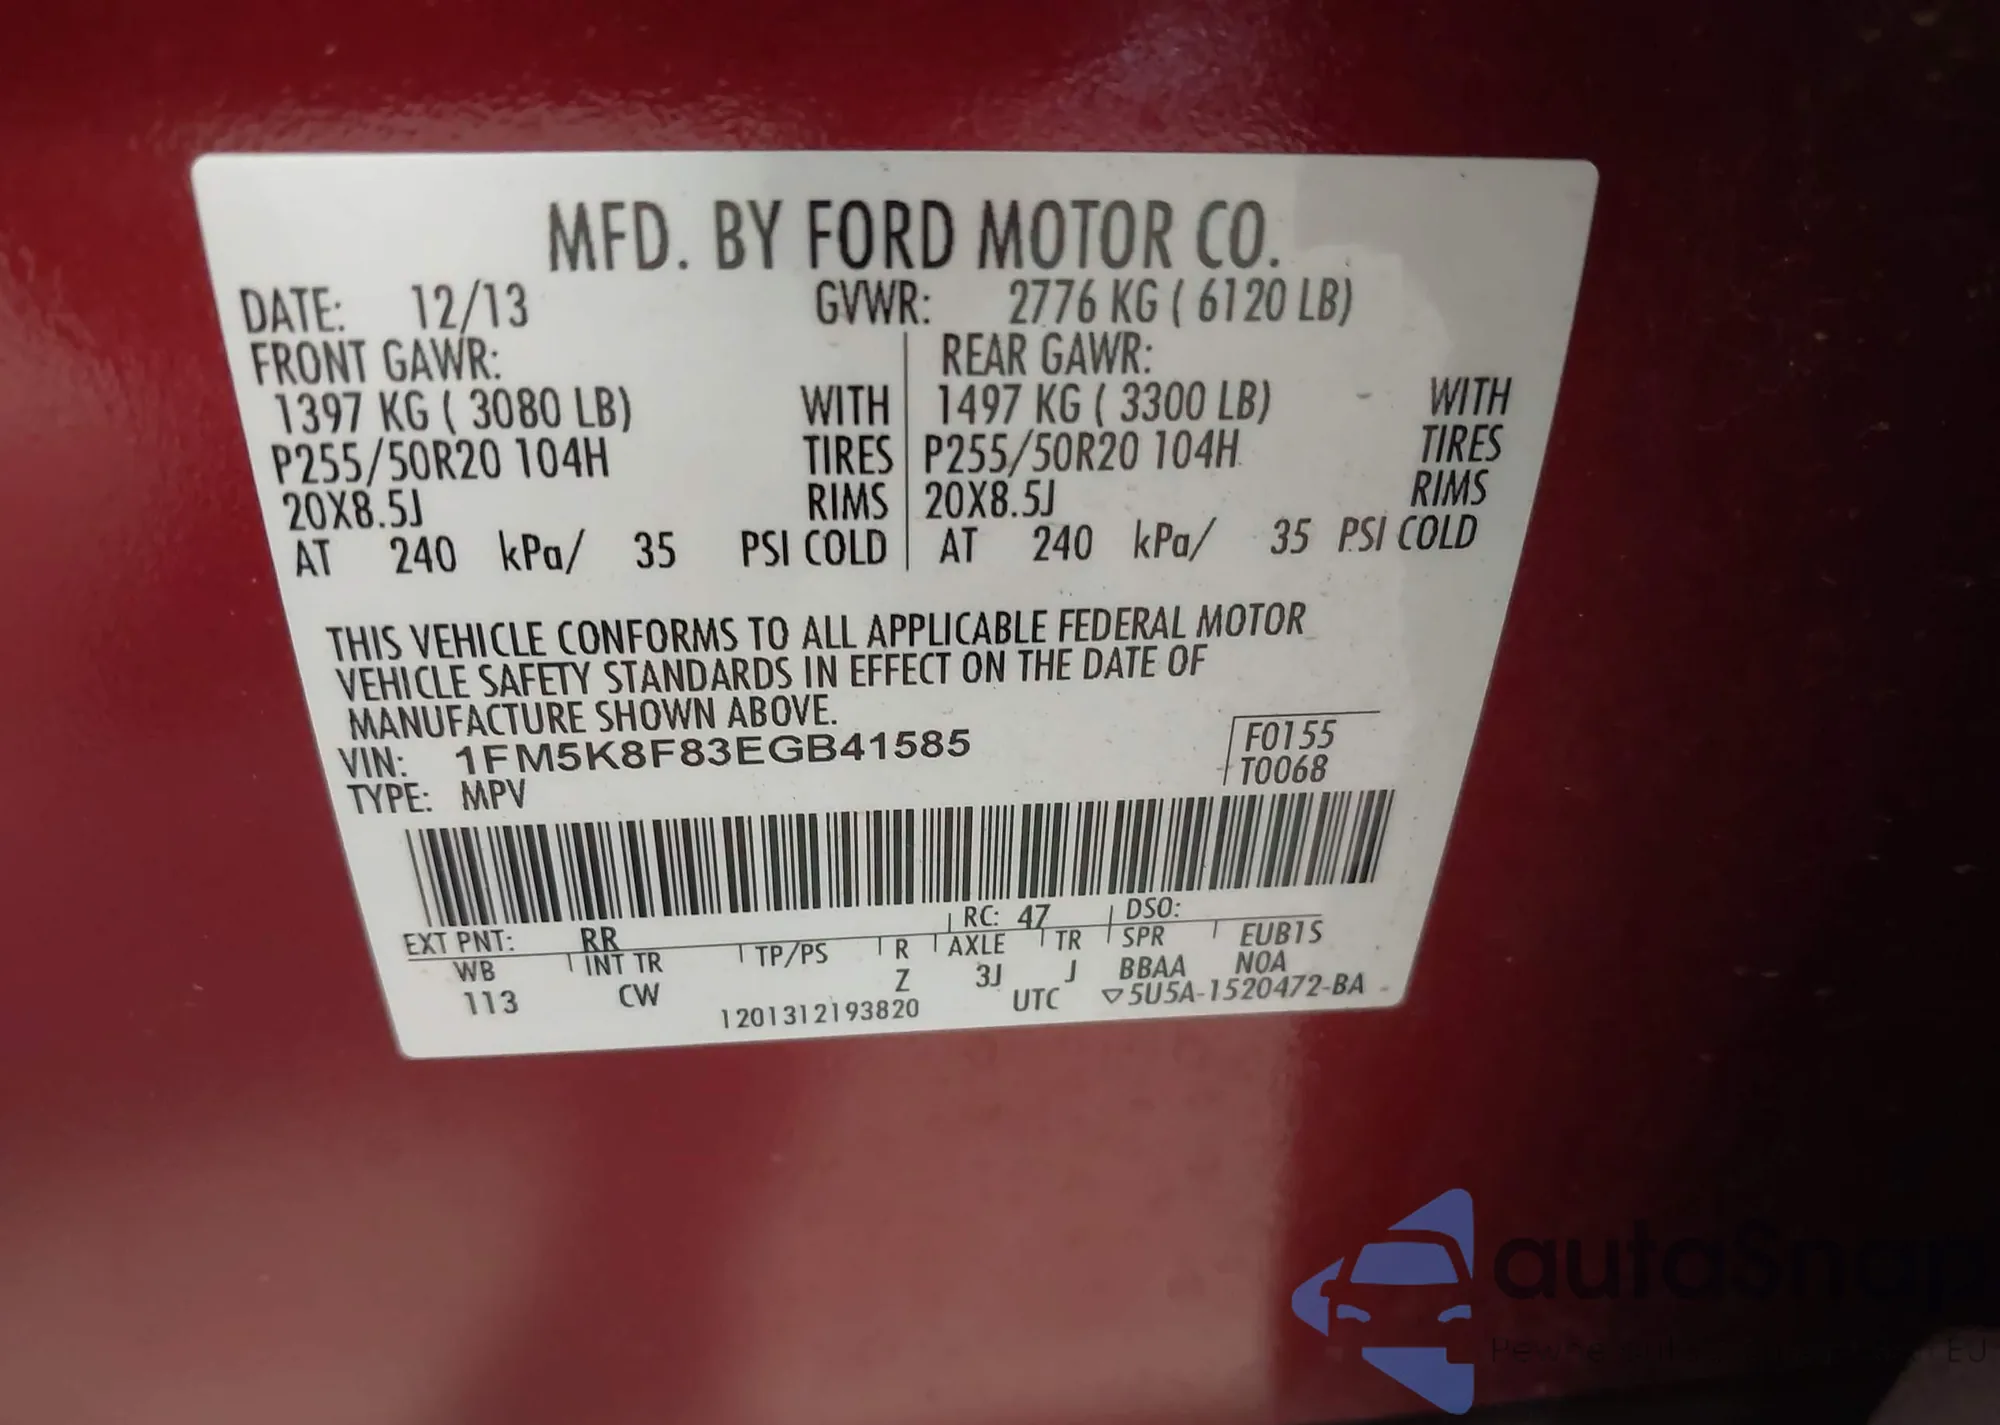 MFD. BY FORD MOTOR CO.
DATE: 12/13 GVWR: 2776 KG ( 6120 LB)
FRONT GAWR: REAR GAWR:
1397 KG ( 3080 LB) WITH 1497 KG ( 3300 LB) WITH
P255/50R20 104H TIRES P255/50R20 104H TIRES
20X8.5J RIMS 20X8.5J RIMS
AT 240 kPa/ 35 PSI COLD AT 240 kPa/ 35 PSI COLD
THIS VEHICLE CONFORMS TO ALL APPLICABLE FEDERAL MOTOR
VEHICLE SAFETY STANDARDS IN EFFECT ON THE DATE OF
MANUFACTURE SHOWN ABOVE.
VIN: 1FM5K8F83EGB41585 F0155
TYPE: MPV T0068
EXT PNT: RR RC: 47 DSO:
WB INT TR TP/PS R AXLE TR SPR EUB1S
113 CW Z 3J J BBAA NOA
1201312193820 UTC ▽5U5A-1520472-BA
autoSnap
EU